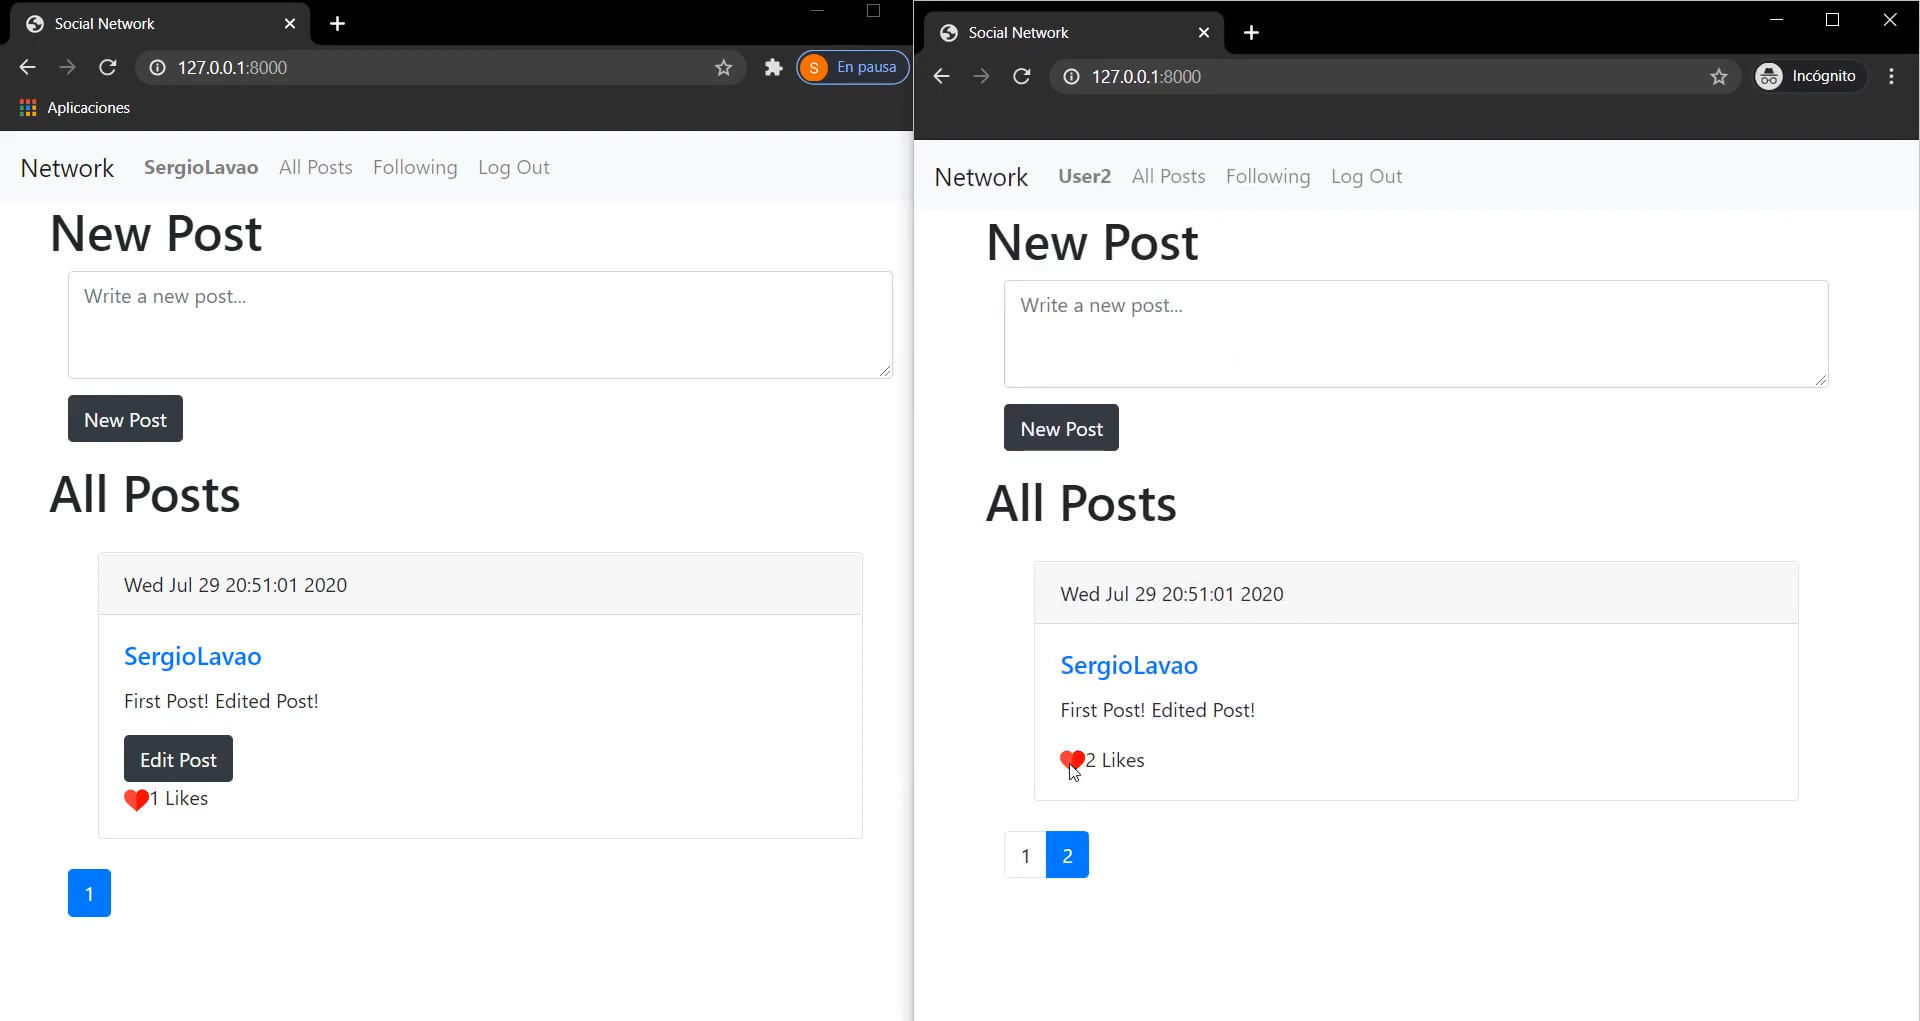 Social Network
127.0.0.1:8000
S En pausa
Aplicaciones
Network SergioLavao All Posts Following Log Out
New Post
Write a new post...
New Post
All Posts
Wed Jul 29 20:51:01 2020
SergioLavao
First Post! Edited Post!
Edit Post
1 Likes
1
Social Network
127.0.0.1:8000
Incógnito
Network User2 All Posts Following Log Out
New Post
Write a new post...
New Post
All Posts
Wed Jul 29 20:51:01 2020
SergioLavao
First Post! Edited Post!
2 Likes
1 2